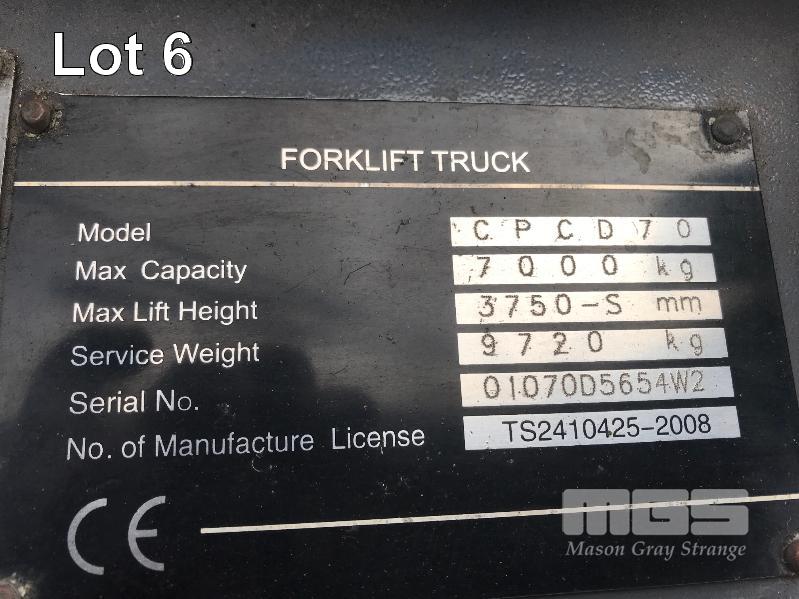 Lot 6
FORKLIFT TRUCK
Model CPCD70
Max Capacity 7000 kg
Max Lift Height 3750-S mm
Service Weight 9720 kg
Serial No. 01070D5654W2
No. of Manufacture License TS2410425-2008
CE
MGS
Mason Gray Strange